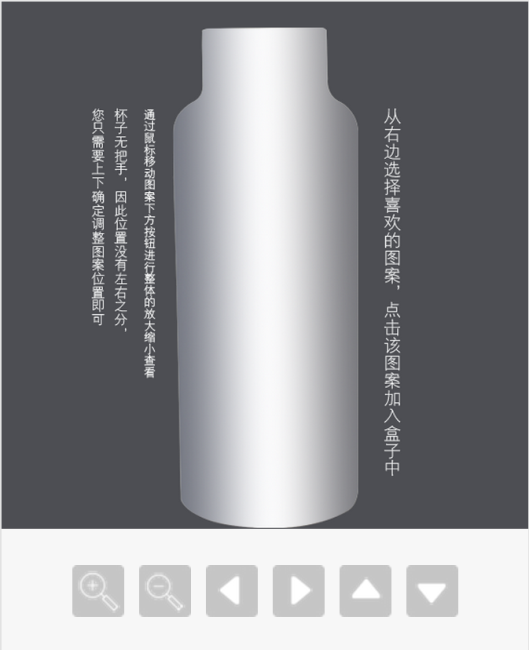 从右边选择喜欢的图案，点击该图案加入盒子中
通过鼠标移动图案下方按钮进行整体的放大缩小查看
杯子无把手，因此位置没有左右之分，
您只需要上下确定调整图案位置即可